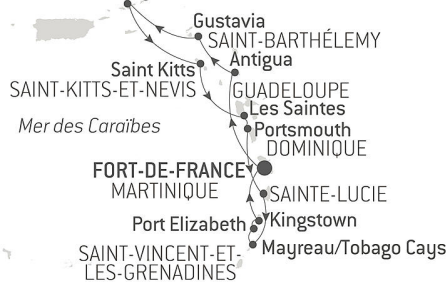 Gustavia
SAINT-BARTHÉLEMY
Antigua
Saint Kitts
SAINT-KITTS-ET-NEVIS
GUADELOUPE
Les Saintes
Mer des Caraïbes
Portsmouth
DOMINIQUE
FORT-DE-FRANCE
MARTINIQUE
SAINTE-LUCIE
Port Elizabeth
Kingstown
Mayreau/Tobago Cays
SAINT-VINCENT-ET-
LES-GRENADINES